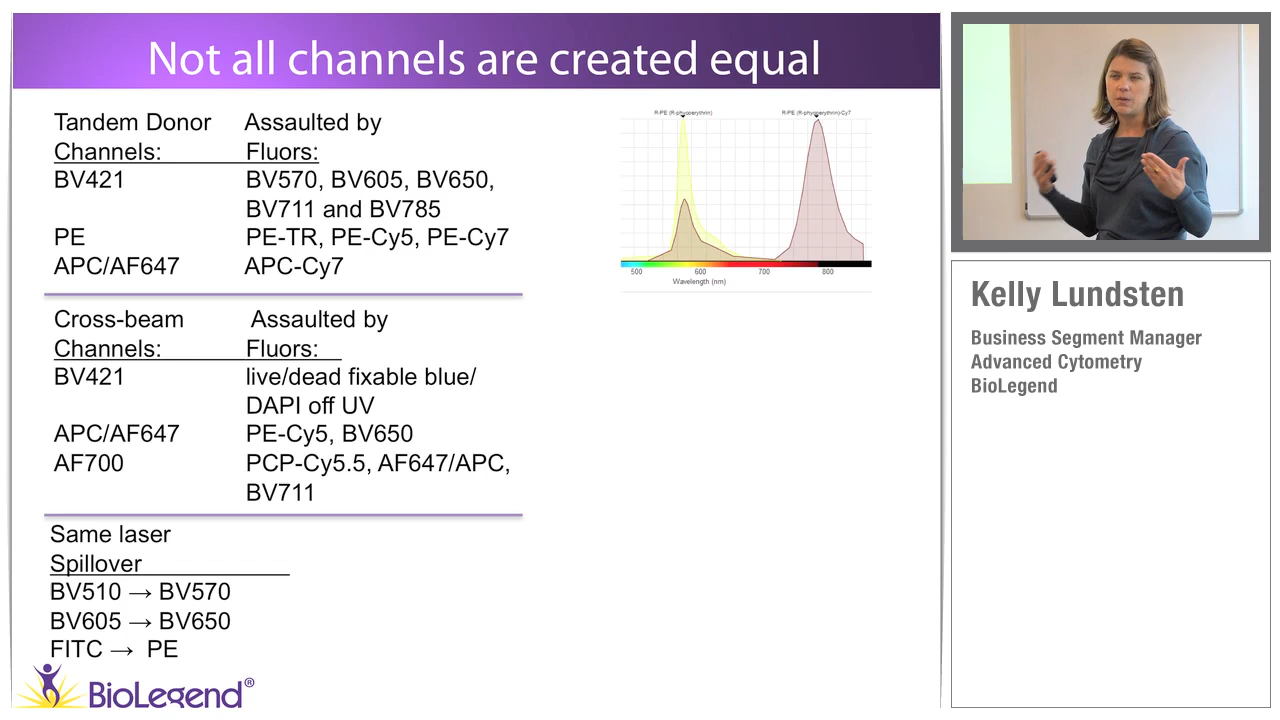 Not all channels are created equal
Tandem Donor Assaulted by
Channels: Fluors:
BV421 BV570, BV605, BV650,
BV711 and BV785
PE PE-TR, PE-Cy5, PE-Cy7
APC/AF647 APC-Cy7
Cross-beam Assaulted by
Channels: Fluors:
BV421 live/dead fixable blue/
DAPI off UV
APC/AF647 PE-Cy5, BV650
AF700 PCP-Cy5.5, AF647/APC,
BV711
Same laser
Spillover
BV510 → BV570
BV605 → BV650
FITC → PE
BioLegend®
R-PE (R-phycoerythrin) R-PE (R-phycoerythrin)-Cy7
500 600 700 800
Wavelength (nm)
Kelly Lundsten
Business Segment Manager
Advanced Cytometry
BioLegend